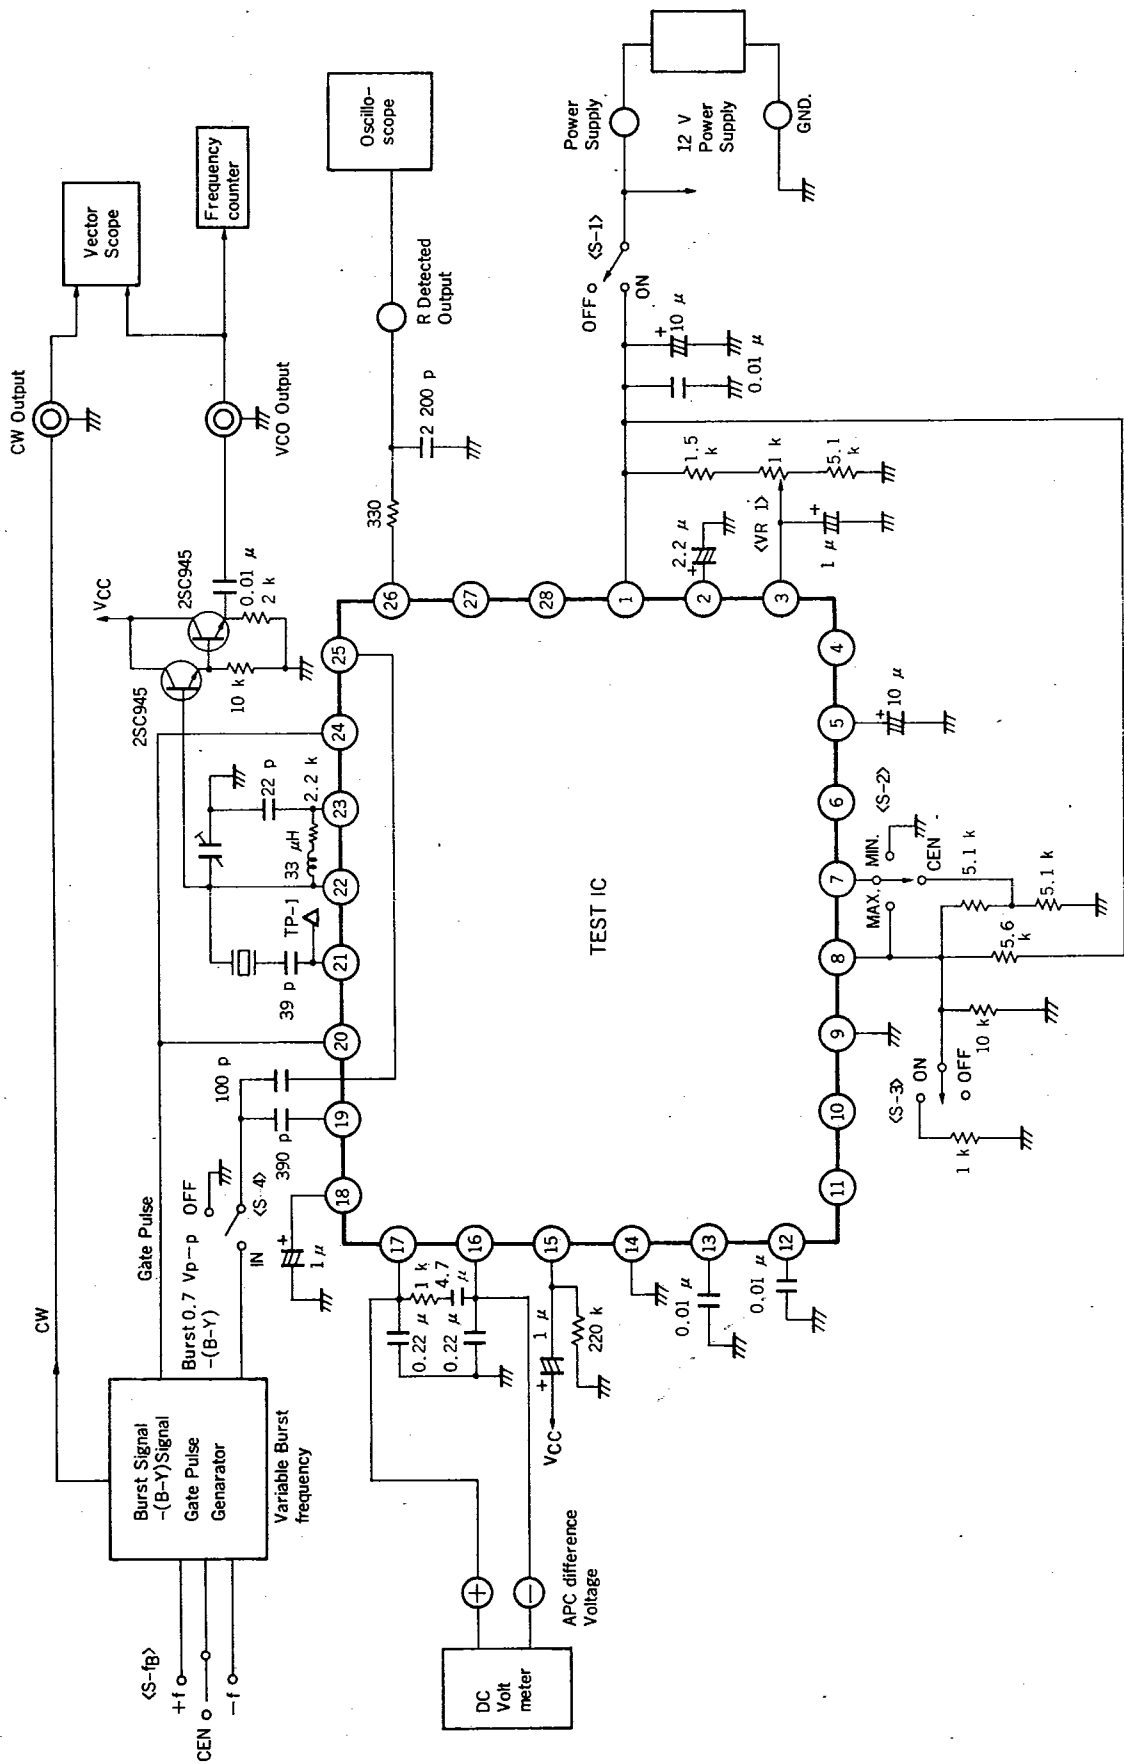 CW Output
Vector
Scope
Frequency
counter
VCO Output
Oscillo-
scope
R Detected
Output
330
2 200 p
Power
Supply
12 V
Power
Supply
GND.
<S-1>
OFF
ON
10 μ
+
0.01 μ
1.5
k
1 k
<VR 1>
5.1
k
+
1 μ
2.2 μ
+
VCC
2SC945
2SC945
0.01 μ
2 k
10 k
22 p
2.2 k
33 μH
TP-1
39 p
100 p
390 p
CW
Gate Pulse
Burst 0.7 Vp-p
-(B-Y)
OFF
<S-4>
IN
+
1 μ
Burst Signal
-(B-Y)Signal
Gate Pulse
Genarator
Variable Burst
frequency
<S-fB>
+f
CEN
-f
TEST IC
18
19
20
21
22
23
24
25
26
27
28
1
2
3
4
5
6
7
8
9
10
11
12
13
14
15
16
17
1 k
4.7
μ
0.22 μ
0.22 μ
1 μ
+
220 k
VCC
0.01 μ
0.01 μ
+
-
APC difference
Voltage
DC
Volt
meter
+
10 μ
<S-2>
MIN.
MAX.
CEN
5.1 k
5.1 k
5.6
k
10 k
<S-3>
ON
OFF
1 k